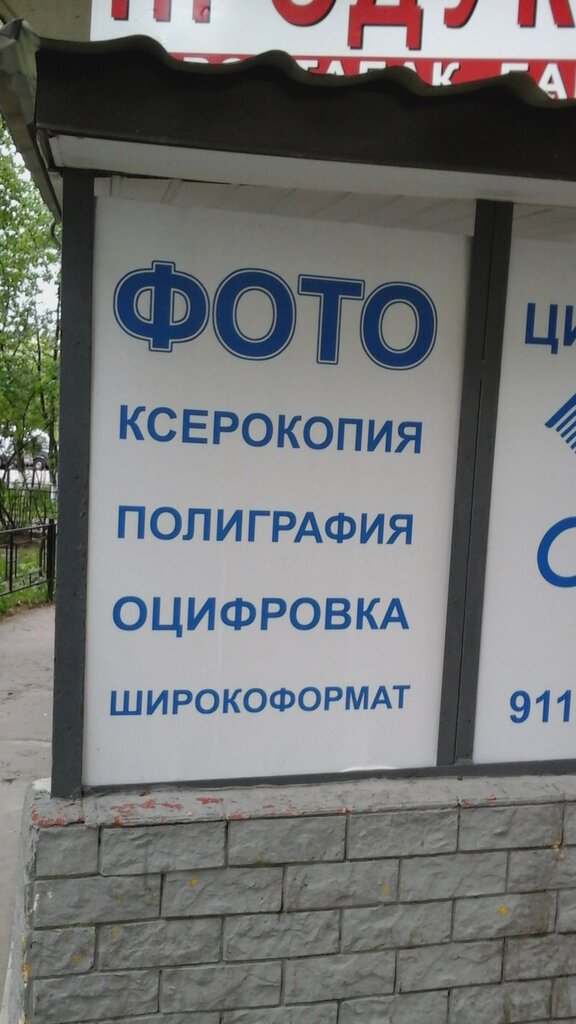 ФОТО
КСЕРОКОПИЯ
ПОЛИГРАФИЯ
ОЦИФРОВКА
ШИРОКОФОРМАТ
911